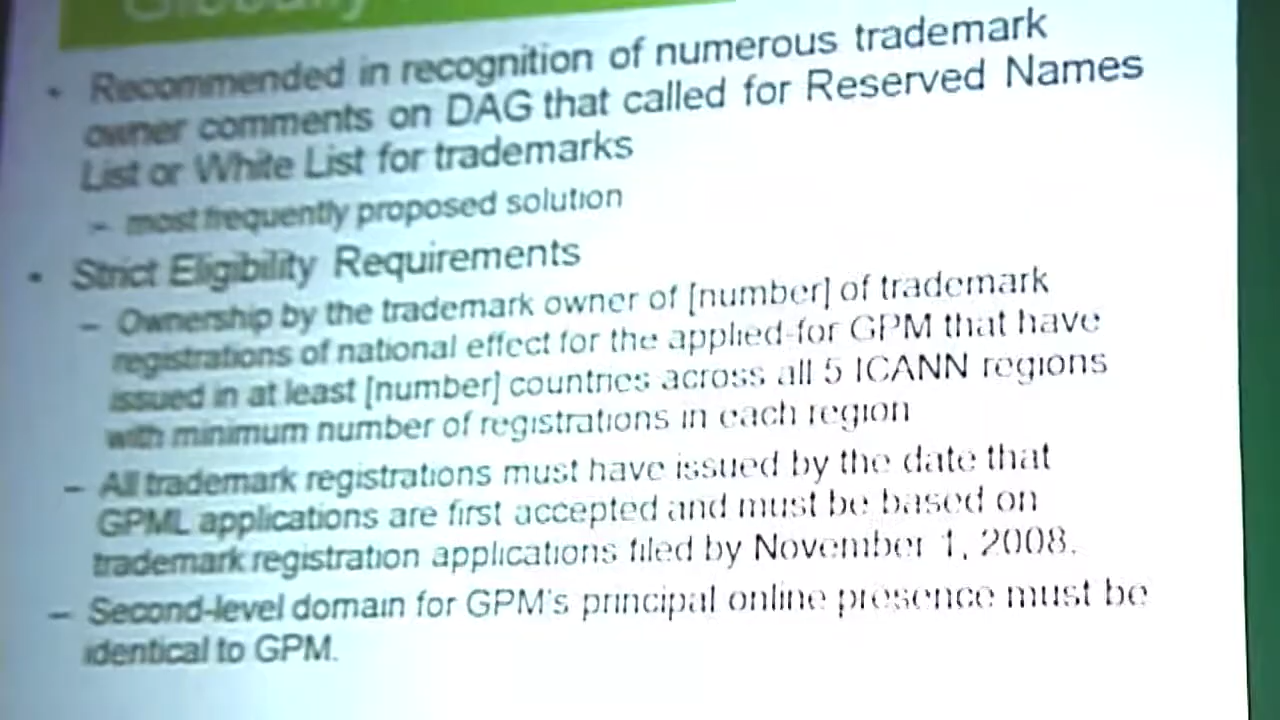 Globally
• Recommended in recognition of numerous trademark
owner comments on DAG that called for Reserved Names
List or White List for trademarks
– most frequently proposed solution
• Strict Eligibility Requirements
– Ownership by the trademark owner of [number] of trademark
registrations of national effect for the applied-for GPM that have
issued in at least [number] countries across all 5 ICANN regions
with minimum number of registrations in each region
– All trademark registrations must have issued by the date that
GPML applications are first accepted and must be based on
trademark registration applications filed by November 1, 2008.
– Second-level domain for GPM's principal online presence must be
identical to GPM.